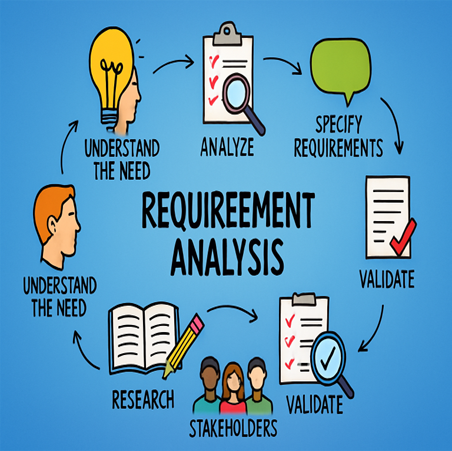 UNDERSTAND
THE NEED
ANALYZE
SPECIFY
REQUIREMENTS
REQUIREEMENT
ANALYSIS
UNDERSTAND
THE NEED
VALIDATE
RESEARCH
STAKEHOLDERS
VALIDATE